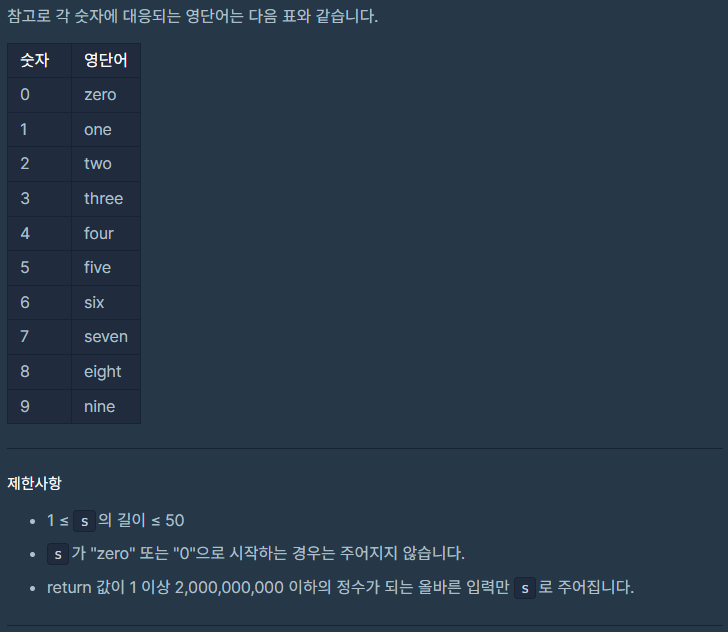 참고로 각 숫자에 대응되는 영단어는 다음 표와 같습니다.
숫자 영단어
0 zero
1 one
2 two
3 three
4 four
5 five
6 six
7 seven
8 eight
9 nine
제한사항
• 1 ≤ s 의 길이 ≤ 50
• s 가 "zero" 또는 "0"으로 시작하는 경우는 주어지지 않습니다.
• return 값이 1 이상 2,000,000,000 이하의 정수가 되는 올바른 입력만 s 로 주어집니다.